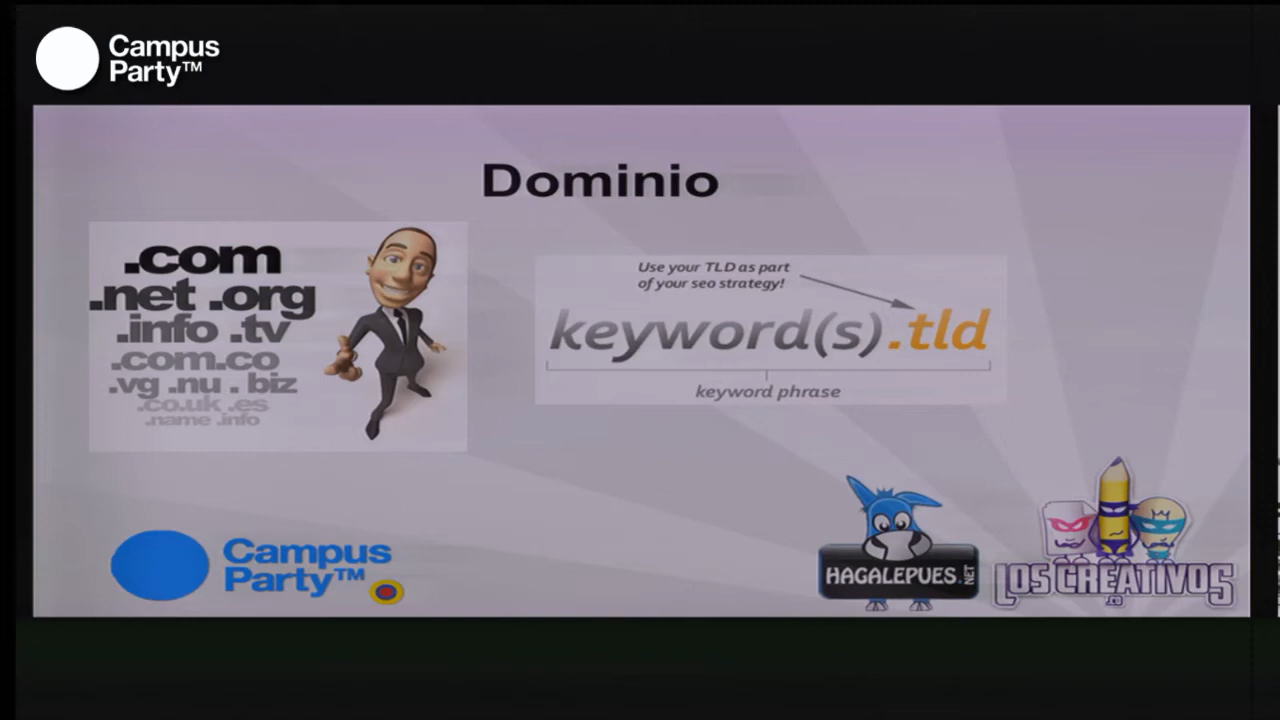 Campus
Party™
Dominio
.com
.net .org
.info .tv
.com.co
.vg .nu . biz
.co.uk .es
.name .info
Use your TLD as part
of your seo strategy!
keyword(s).tld
keyword phrase
Campus
Party™
HAGALEPUES.NET
LOS CREATIVOS
.co